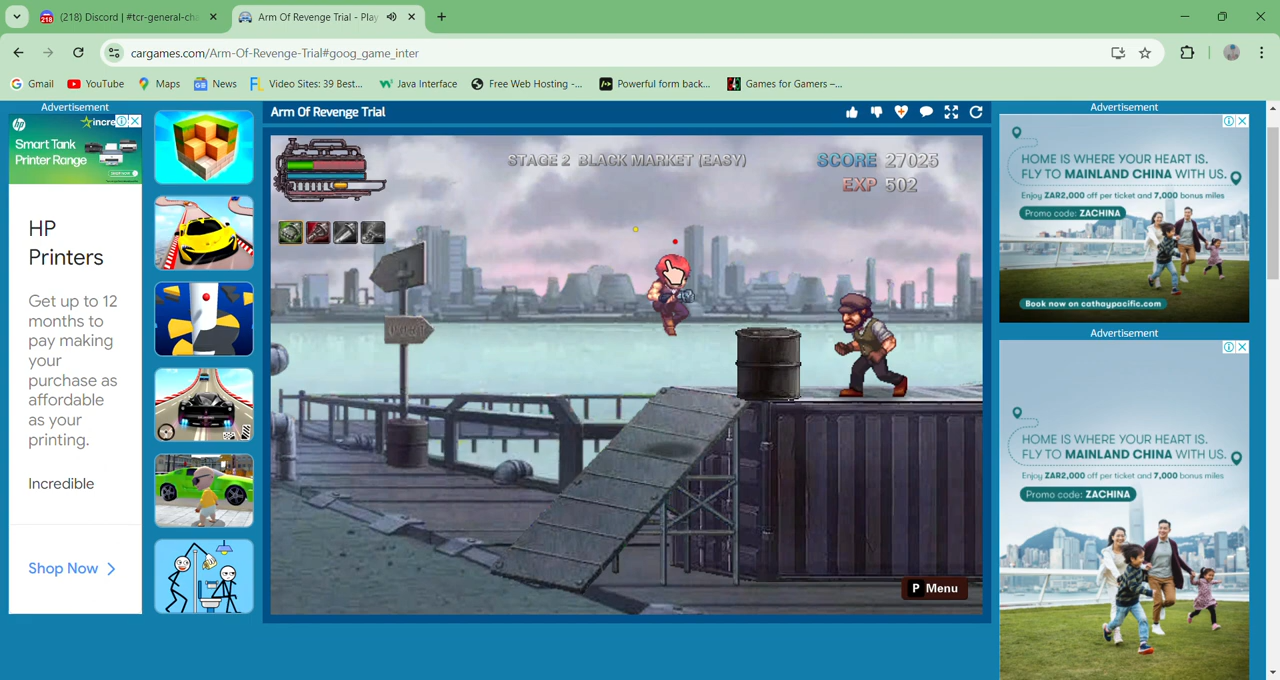 (218) Discord | #tcr-general-cha
Arm Of Revenge Trial - Play
cargames.com/Arm-Of-Revenge-Trial#goog_game_inter
Gmail
YouTube
Maps
News
Video Sites: 39 Best...
Java Interface
Free Web Hosting -...
Powerful form back...
Games for Gamers –...
Advertisement
hp
incre
Smart Tank
Printer Range
HP
Printers
Get up to 12
months to
pay making
your
purchase as
affordable
as your
printing.
Incredible
Shop Now
Arm Of Revenge Trial
STAGE 2 BLACK MARKET (EASY)
SCORE 27025
EXP 502
P Menu
Advertisement
HOME IS WHERE YOUR HEART IS.
FLY TO MAINLAND CHINA WITH US.
Enjoy ZAR2,000 off per ticket and 7,000 bonus miles
Promo code: ZACHINA
Book now on cathaypacific.com
Advertisement
HOME IS WHERE YOUR HEART IS.
FLY TO MAINLAND CHINA WITH US.
Enjoy ZAR2,000 off per ticket and 7,000 bonus miles
Promo code: ZACHINA